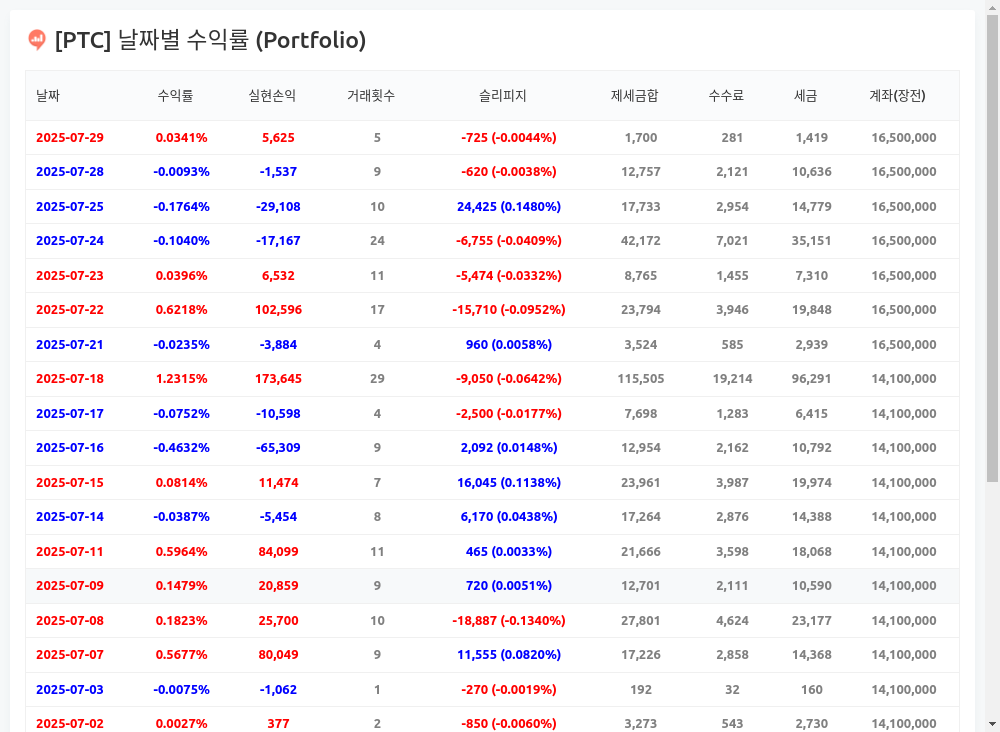 [PTC] 날짜별 수익률 (Portfolio)
날짜 수익률 실현손익 거래횟수 슬리피지 제세금합 수수료 세금 계좌(장전)
2025-07-29 0.0341% 5,625 5 -725 (-0.0044%) 1,700 281 1,419 16,500,000
2025-07-28 -0.0093% -1,537 9 -620 (-0.0038%) 12,757 2,121 10,636 16,500,000
2025-07-25 -0.1764% -29,108 10 24,425 (0.1480%) 17,733 2,954 14,779 16,500,000
2025-07-24 -0.1040% -17,167 24 -6,755 (-0.0409%) 42,172 7,021 35,151 16,500,000
2025-07-23 0.0396% 6,532 11 -5,474 (-0.0332%) 8,765 1,455 7,310 16,500,000
2025-07-22 0.6218% 102,596 17 -15,710 (-0.0952%) 23,794 3,946 19,848 16,500,000
2025-07-21 -0.0235% -3,884 4 960 (0.0058%) 3,524 585 2,939 16,500,000
2025-07-18 1.2315% 173,645 29 -9,050 (-0.0642%) 115,505 19,214 96,291 14,100,000
2025-07-17 -0.0752% -10,598 4 -2,500 (-0.0177%) 7,698 1,283 6,415 14,100,000
2025-07-16 -0.4632% -65,309 9 2,092 (0.0148%) 12,954 2,162 10,792 14,100,000
2025-07-15 0.0814% 11,474 7 16,045 (0.1138%) 23,961 3,987 19,974 14,100,000
2025-07-14 -0.0387% -5,454 8 6,170 (0.0438%) 17,264 2,876 14,388 14,100,000
2025-07-11 0.5964% 84,099 11 465 (0.0033%) 21,666 3,598 18,068 14,100,000
2025-07-09 0.1479% 20,859 9 720 (0.0051%) 12,701 2,111 10,590 14,100,000
2025-07-08 0.1823% 25,700 10 -18,887 (-0.1340%) 27,801 4,624 23,177 14,100,000
2025-07-07 0.5677% 80,049 9 11,555 (0.0820%) 17,226 2,858 14,368 14,100,000
2025-07-03 -0.0075% -1,062 1 -270 (-0.0019%) 192 32 160 14,100,000
2025-07-02 0.0027% 377 2 -850 (-0.0060%) 3,273 543 2,730 14,100,000